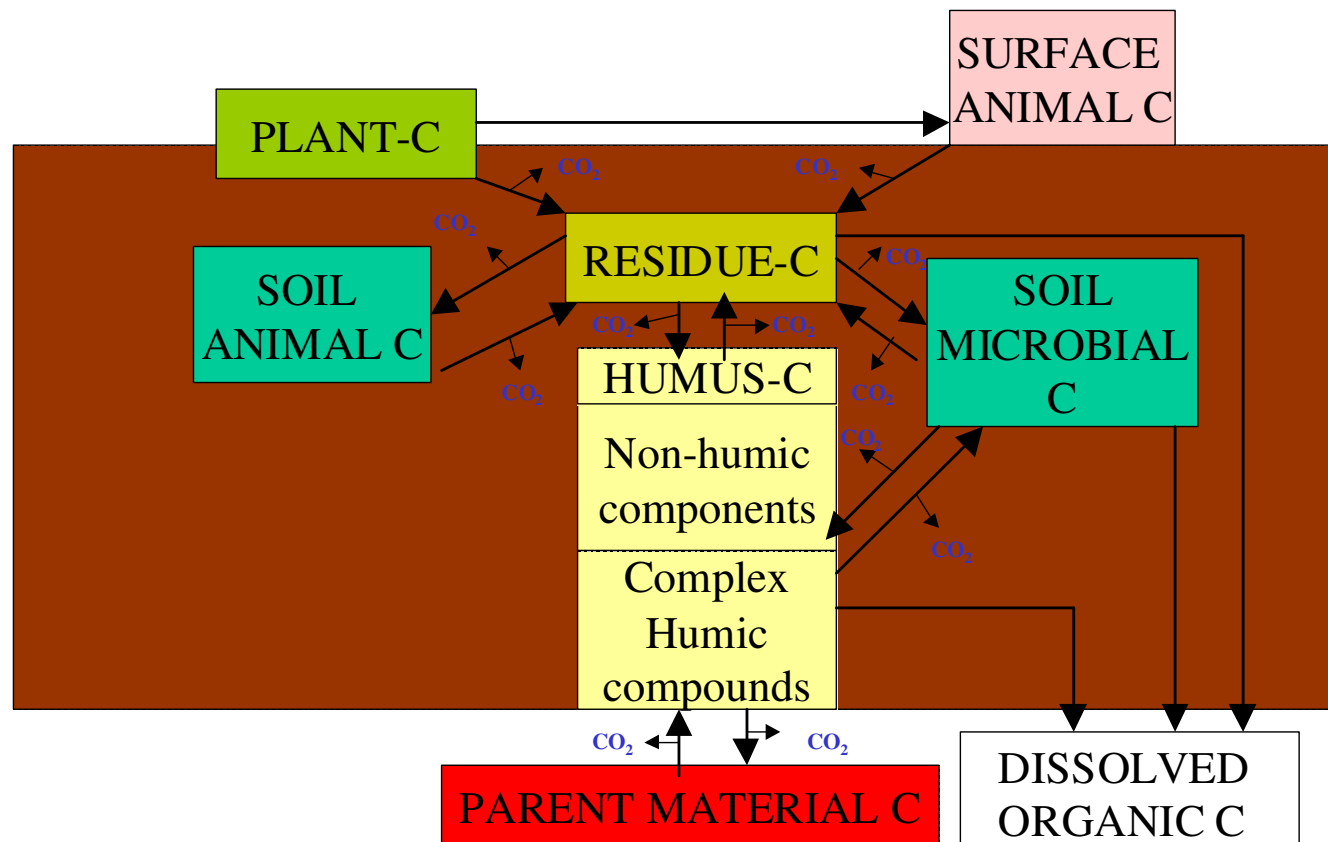 SURFACE
ANIMAL C
PLANT-C
CO2
CO2
CO2
RESIDUE-C
CO2
SOIL
ANIMAL C
SOIL
MICROBIAL
C
CO2
CO2
HUMUS-C
CO2
CO2
CO2
Non-humic
components
CO2
Complex
Humic
compounds
CO2
CO2
PARENT MATERIAL C
DISSOLVED
ORGANIC C